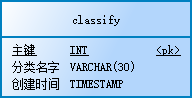 classify
主键 INT <pk>
分类名字 VARCHAR(30)
创建时间 TIMESTAMP